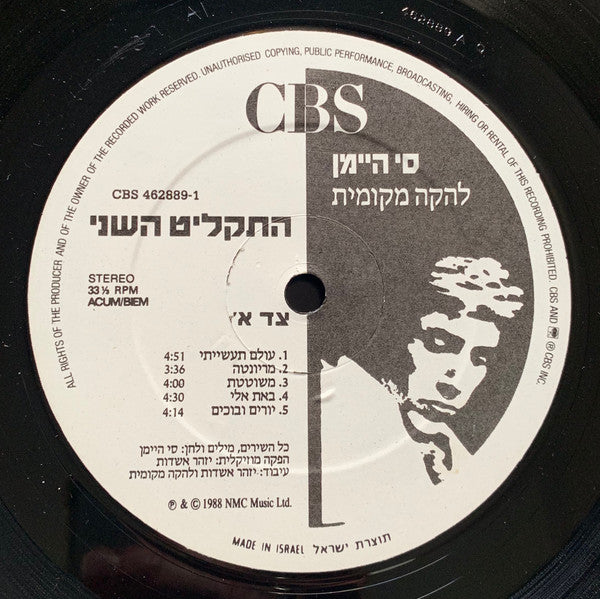 ALL RIGHTS OF THE PRODUCER AND OF THE OWNER OF THE RECORDED WORK RESERVED. UNAUTHORISED COPYING, PUBLIC PERFORMANCE, BROADCASTING, HIRING OR RENTAL OF THIS RECORDING PROHIBITED. CBS AND ℗ CBS INC.
CBS
סי היימן
להקה מקומית
CBS 462889-1
התקליט השני
STEREO
33⅓ RPM
ACUM/BIEM
צד א׳
1. עולם תעשייתי 4:51
2. מריונטה 3:36
3. משוטטת 4:00
4. באת אלי 4:30
5. יורים ובוכים 4:14
כל השירים, מילים ולחן: סי היימן
הפקה מוזיקלית: יזהר אשדות
עיבוד: יזהר אשדות ולהקה מקומית
℗ & © 1988 NMC Music Ltd.
MADE IN ISRAEL תוצרת ישראל